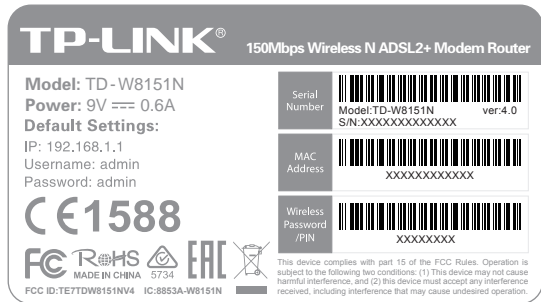 TP-LINK®
150Mbps Wireless N ADSL2+ Modem Router
Model: TD-W8151N
Power: 9V 0.6A
Default Settings:
IP: 192.168.1.1
Username: admin
Password: admin
CE1588
FC RoHS 5734 EAC
MADE IN CHINA
FCC ID:TE7TDW8151NV4 IC:8853A-W8151N
Serial
Number
Model:TD-W8151N ver:4.0
S/N:XXXXXXXXXXXXX
MAC
Address
XXXXXXXXXXXX
Wireless
Password
/PIN
XXXXXXXX
This device complies with part 15 of the FCC Rules. Operation is
subject to the following two conditions: (1) This device may not cause
harmful interference, and (2) this device must accept any interference
received, including interference that may cause undesired operation.